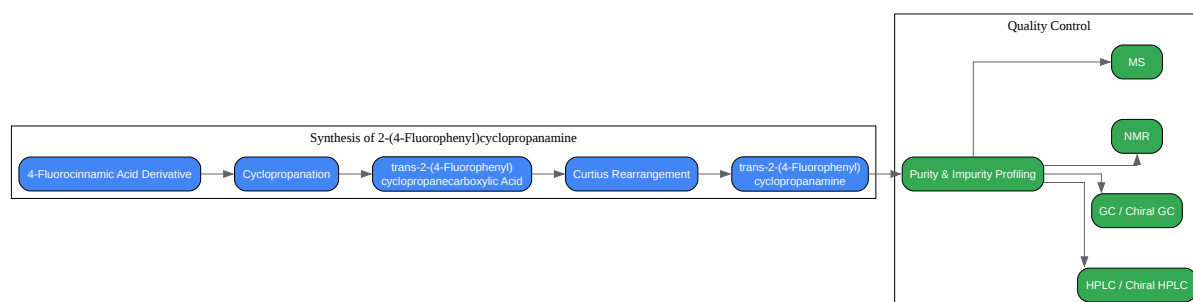 Quality Control
MS
Synthesis of 2-(4-Fluorophenyl)cyclopropanamine
NMR
4-Fluorocinnamic Acid Derivative
Cyclopropanation
trans-2-(4-Fluorophenyl)
cyclopropanecarboxylic Acid
Curtius Rearrangement
trans-2-(4-Fluorophenyl)
cyclopropanamine
Purity & Impurity Profiling
GC / Chiral GC
HPLC / Chiral HPLC